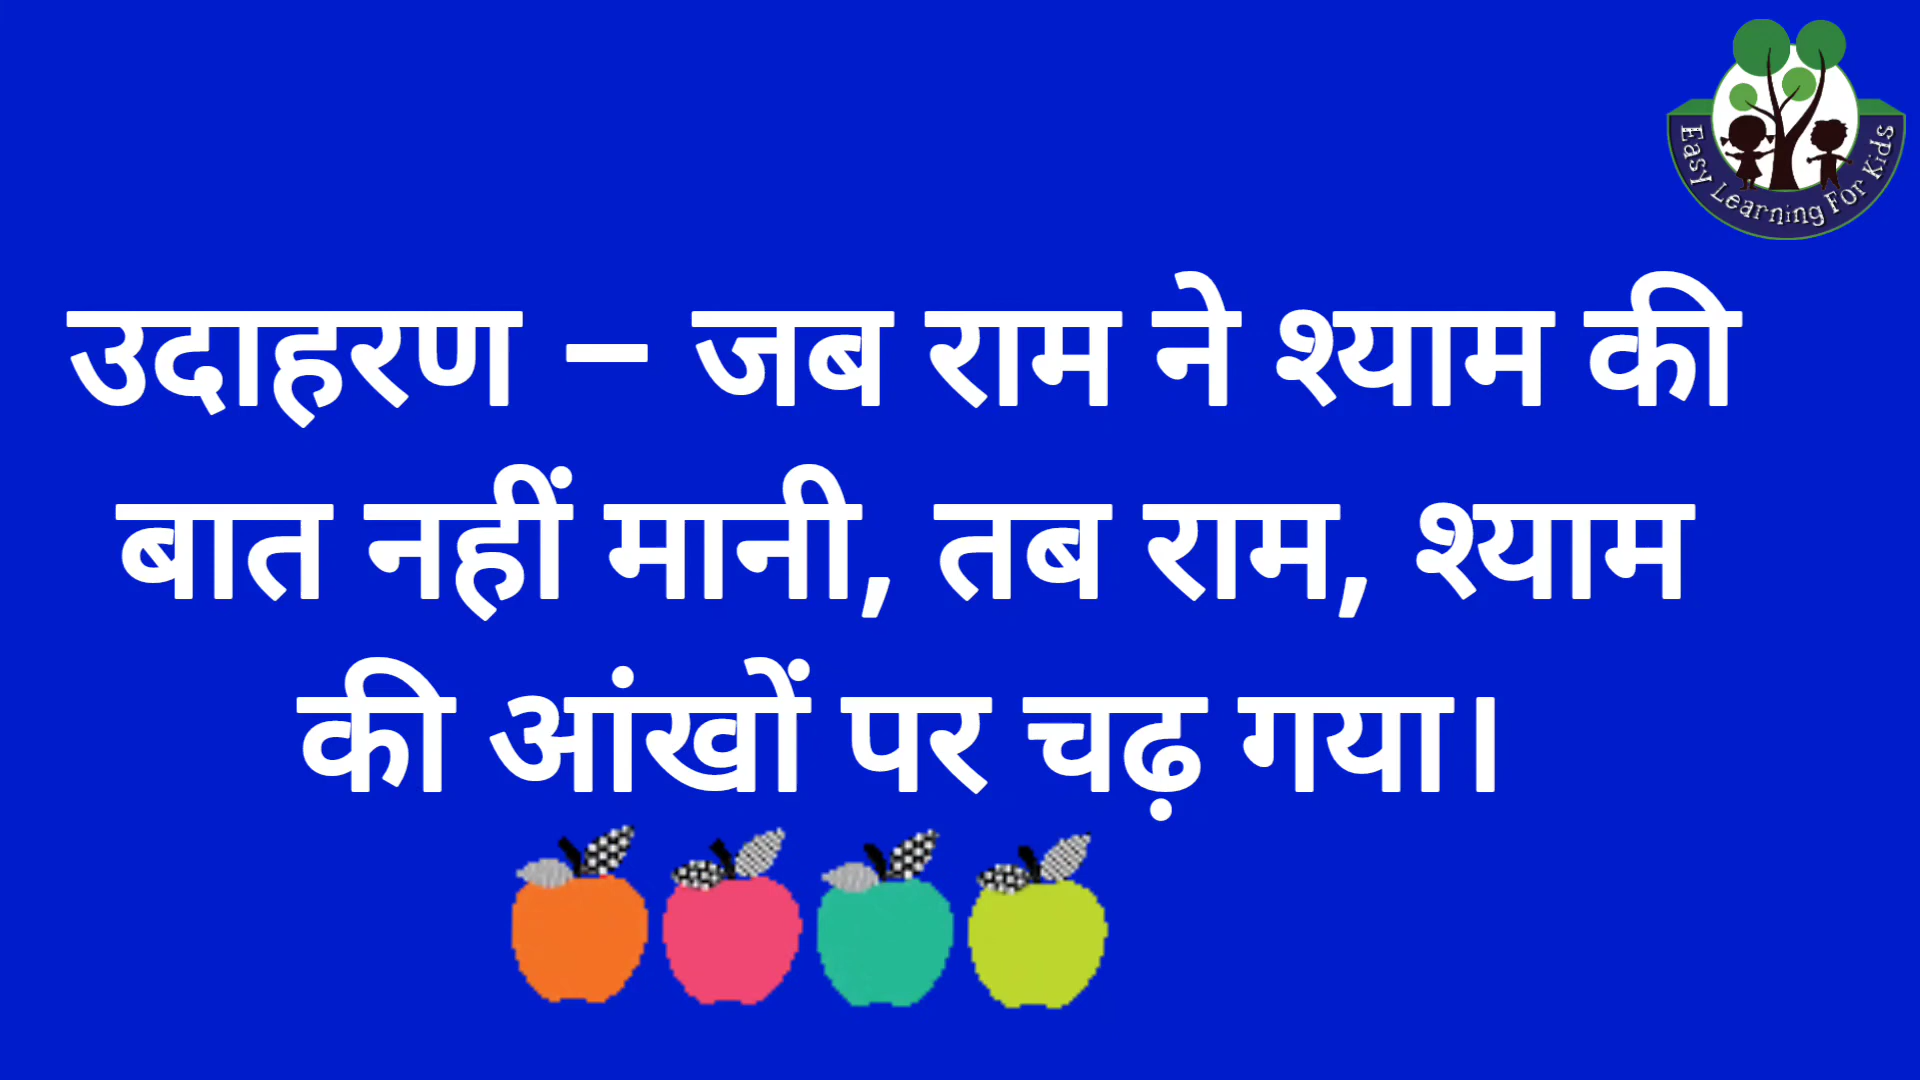 Easy Learning For Kids
उदाहरण – जब राम ने श्याम की
बात नहीं मानी, तब राम, श्याम
की आंखों पर चढ़ गया।